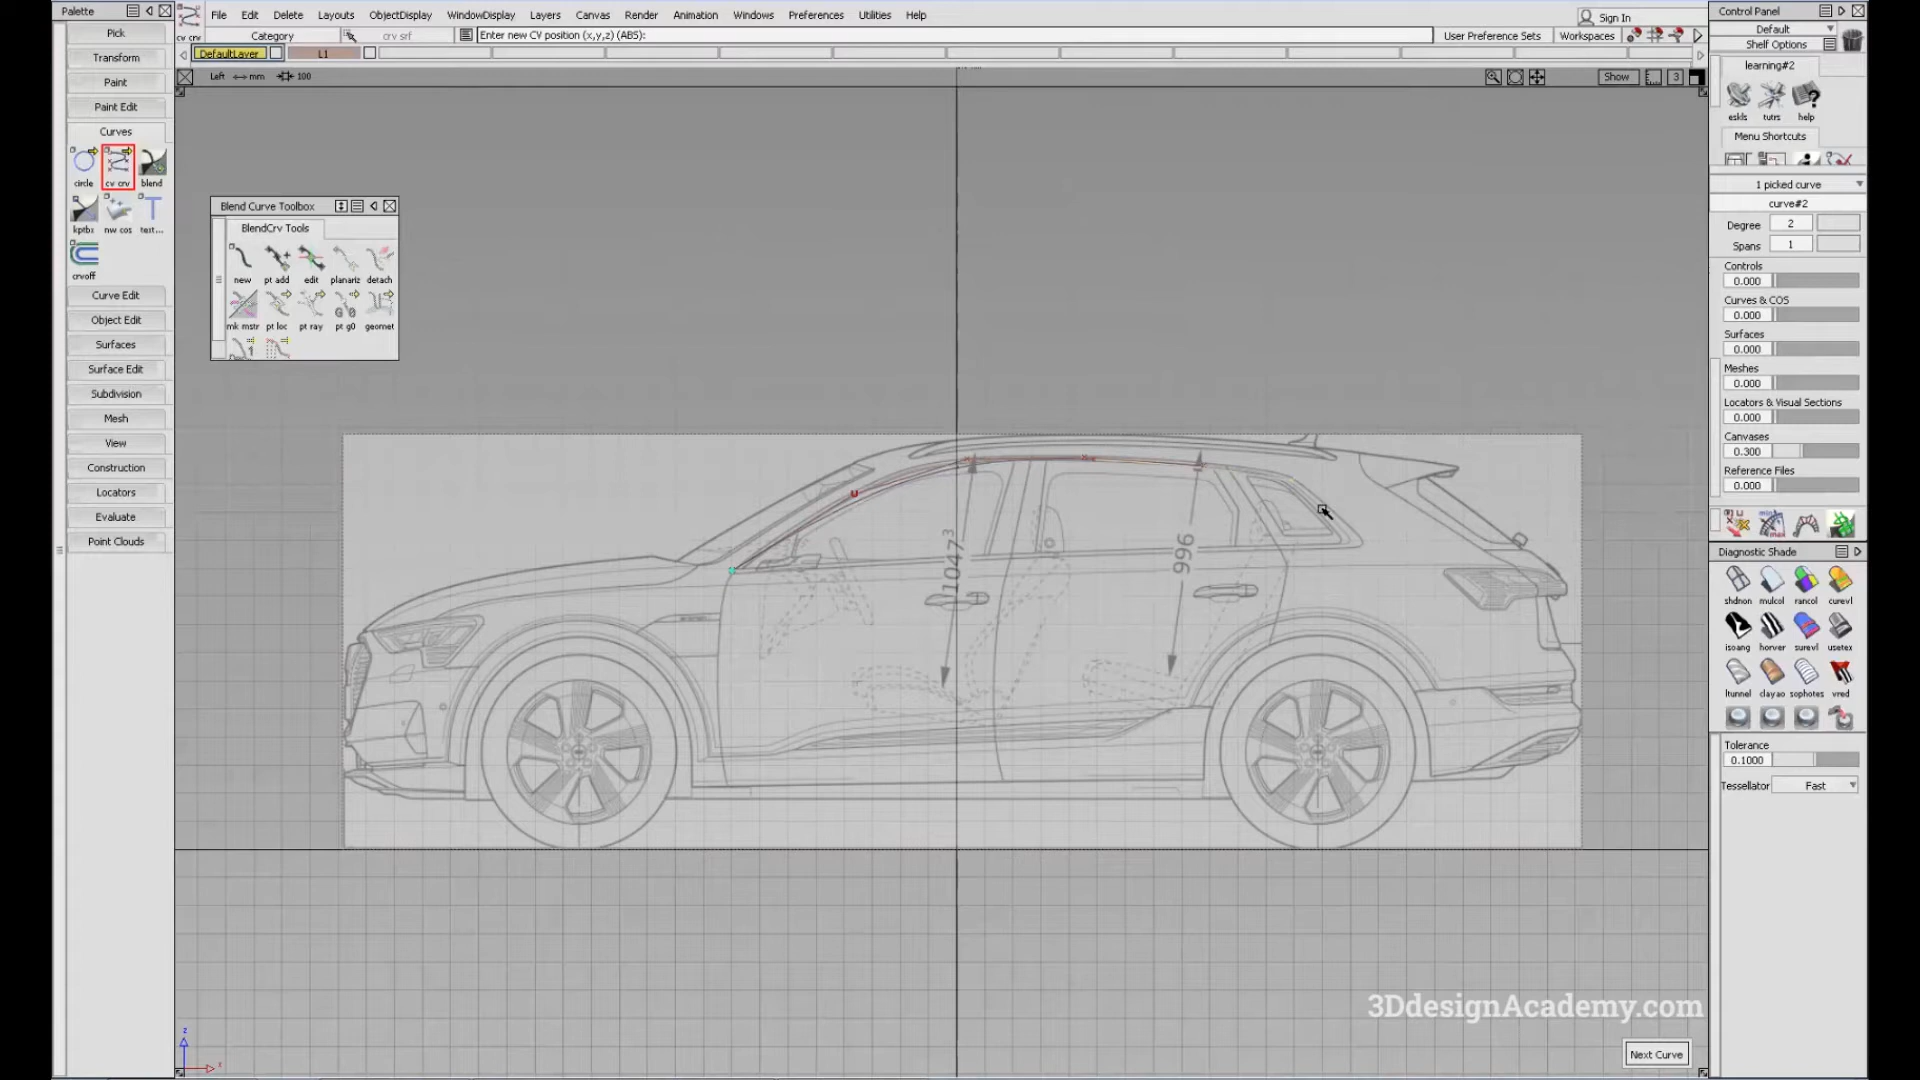 Palette
Pick
Transform
Paint
Paint Edit
Curves
circle cv crv blend
kptbx nw cos text...
crvoff
Curve Edit
Object Edit
Surfaces
Surface Edit
Subdivision
Mesh
View
Construction
Locators
Evaluate
Point Clouds
cv crv
File Edit Delete Layouts ObjectDisplay WindowDisplay Layers Canvas Render Animation Windows Preferences Utilities Help
Sign In
Category crv srf Enter new CV position (x,y,z) (ABS): User Preference Sets Workspaces
DefaultLayer L1
Left mm 100
Show 3
Blend Curve Toolbox
BlendCrv Tools
new pt add edit planariz detach
mk mstr pt loc pt ray pt g0 geomet
1047³
996
3DdesignAcademy.com
Next Curve
z
Control Panel
Default
Shelf Options
learning#2
eskls tutrs help
Menu Shortcuts
1 picked curve
curve#2
Degree 2
Spans 1
Controls
0.000
Curves & COS
0.000
Surfaces
0.000
Meshes
0.000
Locators & Visual Sections
0.000
Canvases
0.300
Reference Files
0.000
Diagnostic Shade
shdnon mulcol rancol curevl
isoang horver surevl usetex
ltunnel clayao sophotes vred
Tolerance
0.1000
Tessellator Fast